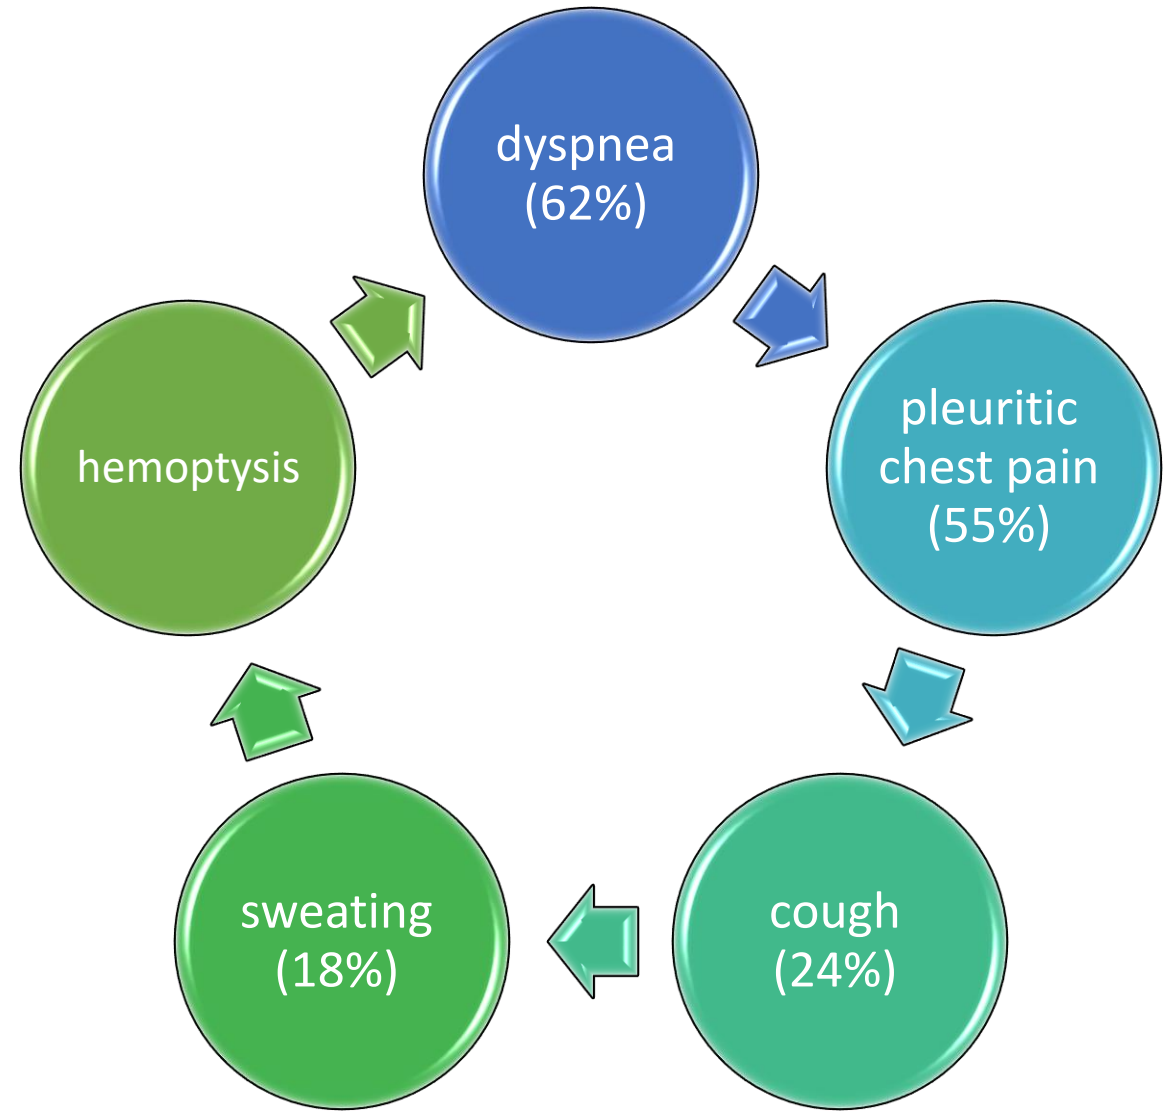 dyspnea
(62%)
pleuritic
chest pain
(55%)
cough
(24%)
sweating
(18%)
hemoptysis